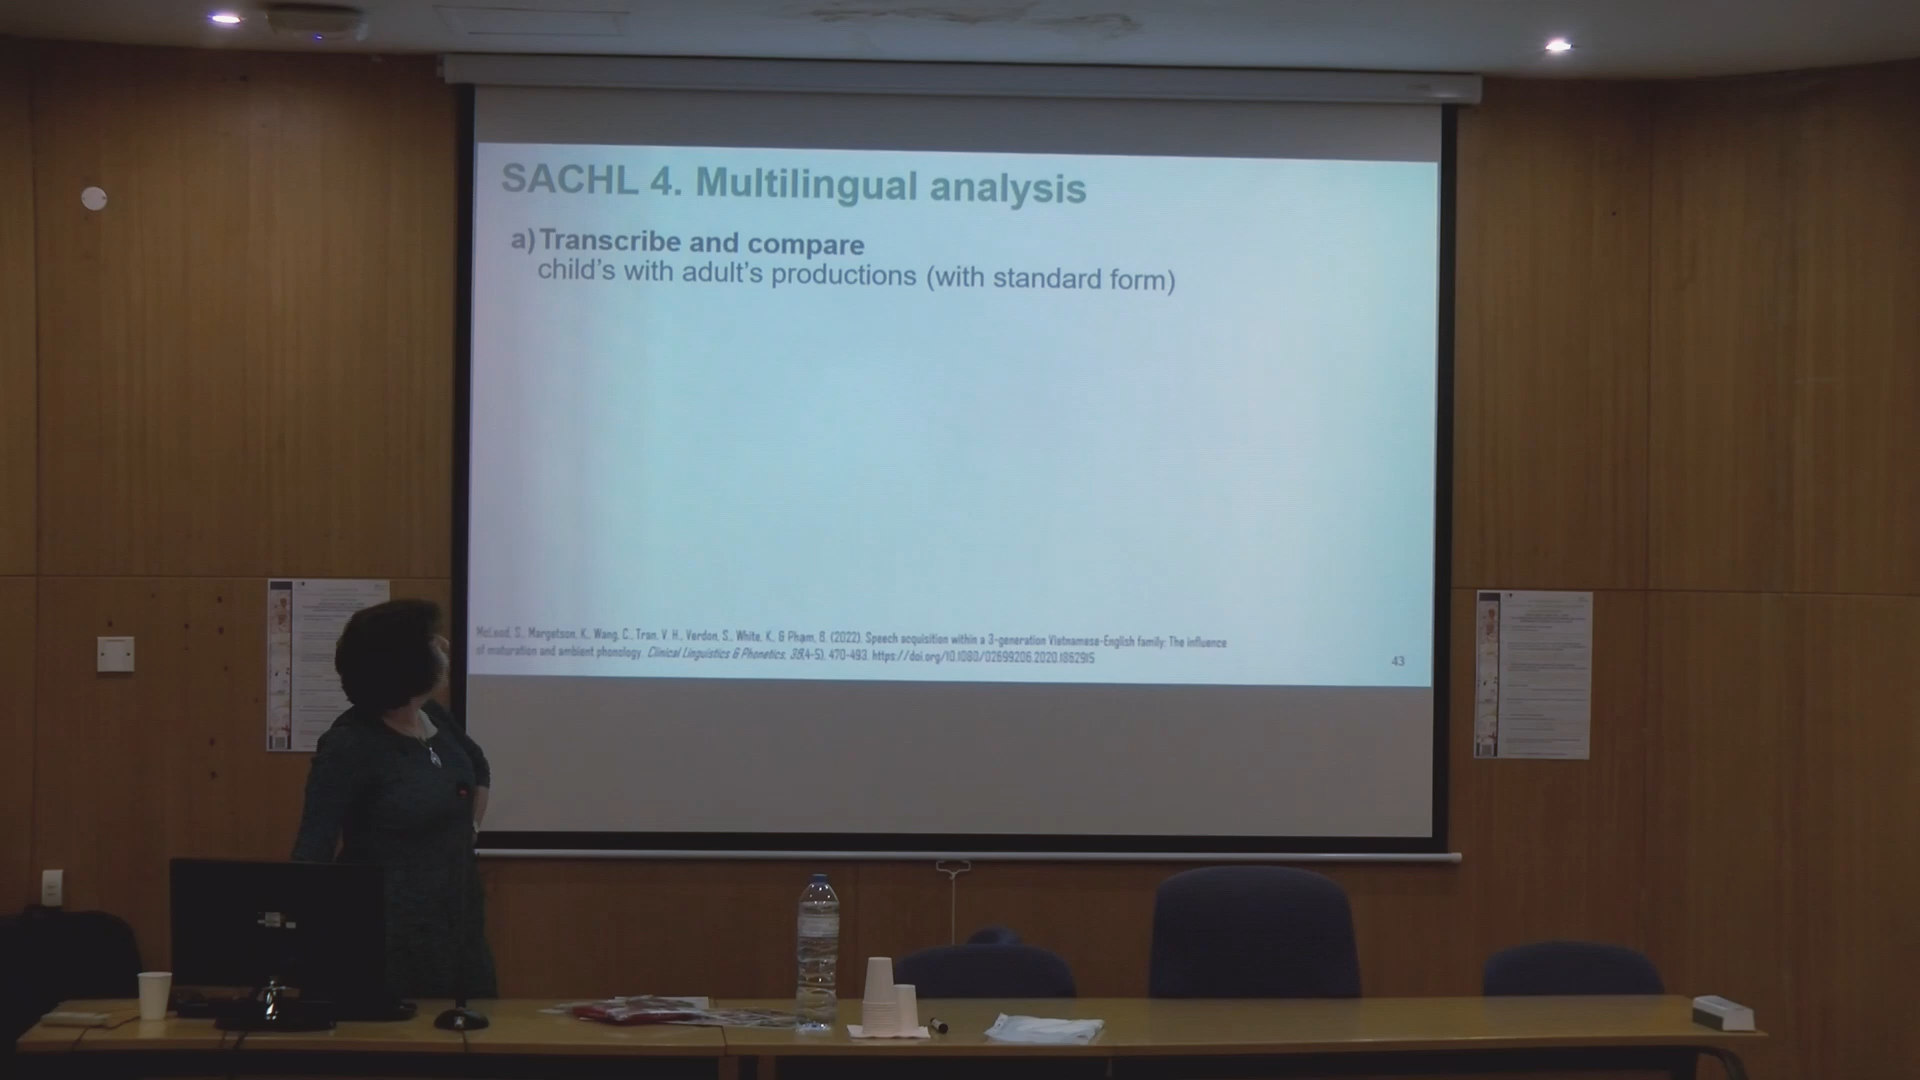 SACHL 4. Multilingual analysis
a) Transcribe and compare
child's with adult's productions (with standard form)
McLeod, S., Margetson, K., Wang, C., Tran, V. H., Verdon, S., White, K., & Pham, B. (2022). Speech acquisition within a 3-generation Vietnamese-English family: The influence
of maturation and ambient phonology. Clinical Linguistics & Phonetics, 36(4-5), 470-493. https://doi.org/10.1080/02699206.2020.1862915
43